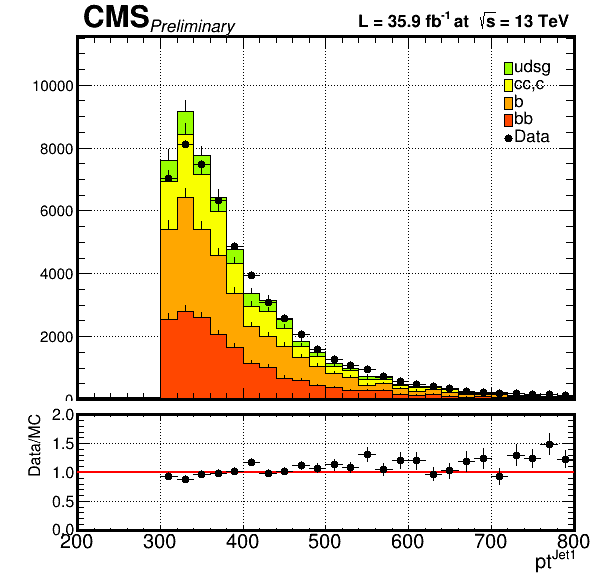 CMS Preliminary L = 35.9 fb⁻¹ at √s = 13 TeV
10000
8000
6000
4000
2000
0
udsg
cc,c
b
bb
Data
Data/MC
2.0
1.5
1.0
0.5
0.0
200 300 400 500 600 700 800
pt^Jet1